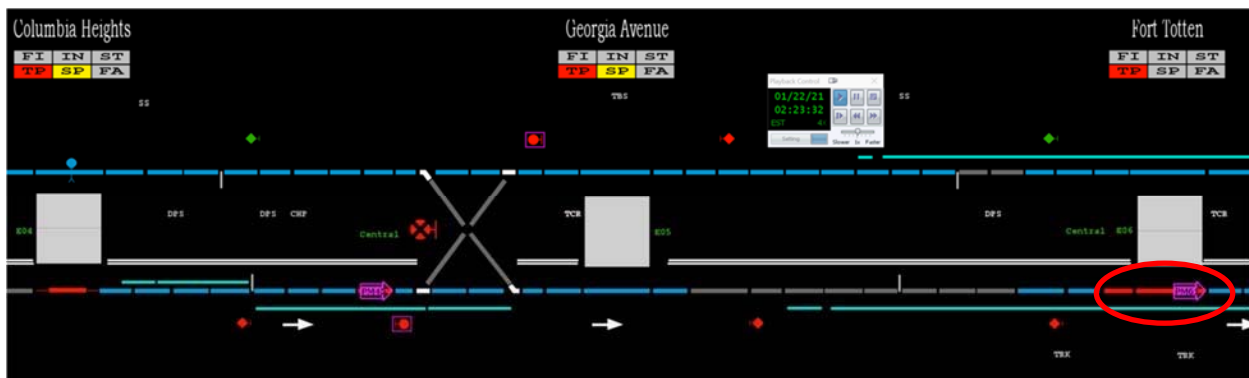 Columbia Heights
Georgia Avenue
Fort Totten
FI IN ST
TP SP FA
FI IN ST
TP SP FA
FI IN ST
TP SP FA
Playback Control
01/22/21
02:23:32
EST
Slower 1x Faster
SS
TBS
SS
DPS
DPS CHP
TCR
DPS
TCR
E04
Central
E05
Central E06
TRK
TRK